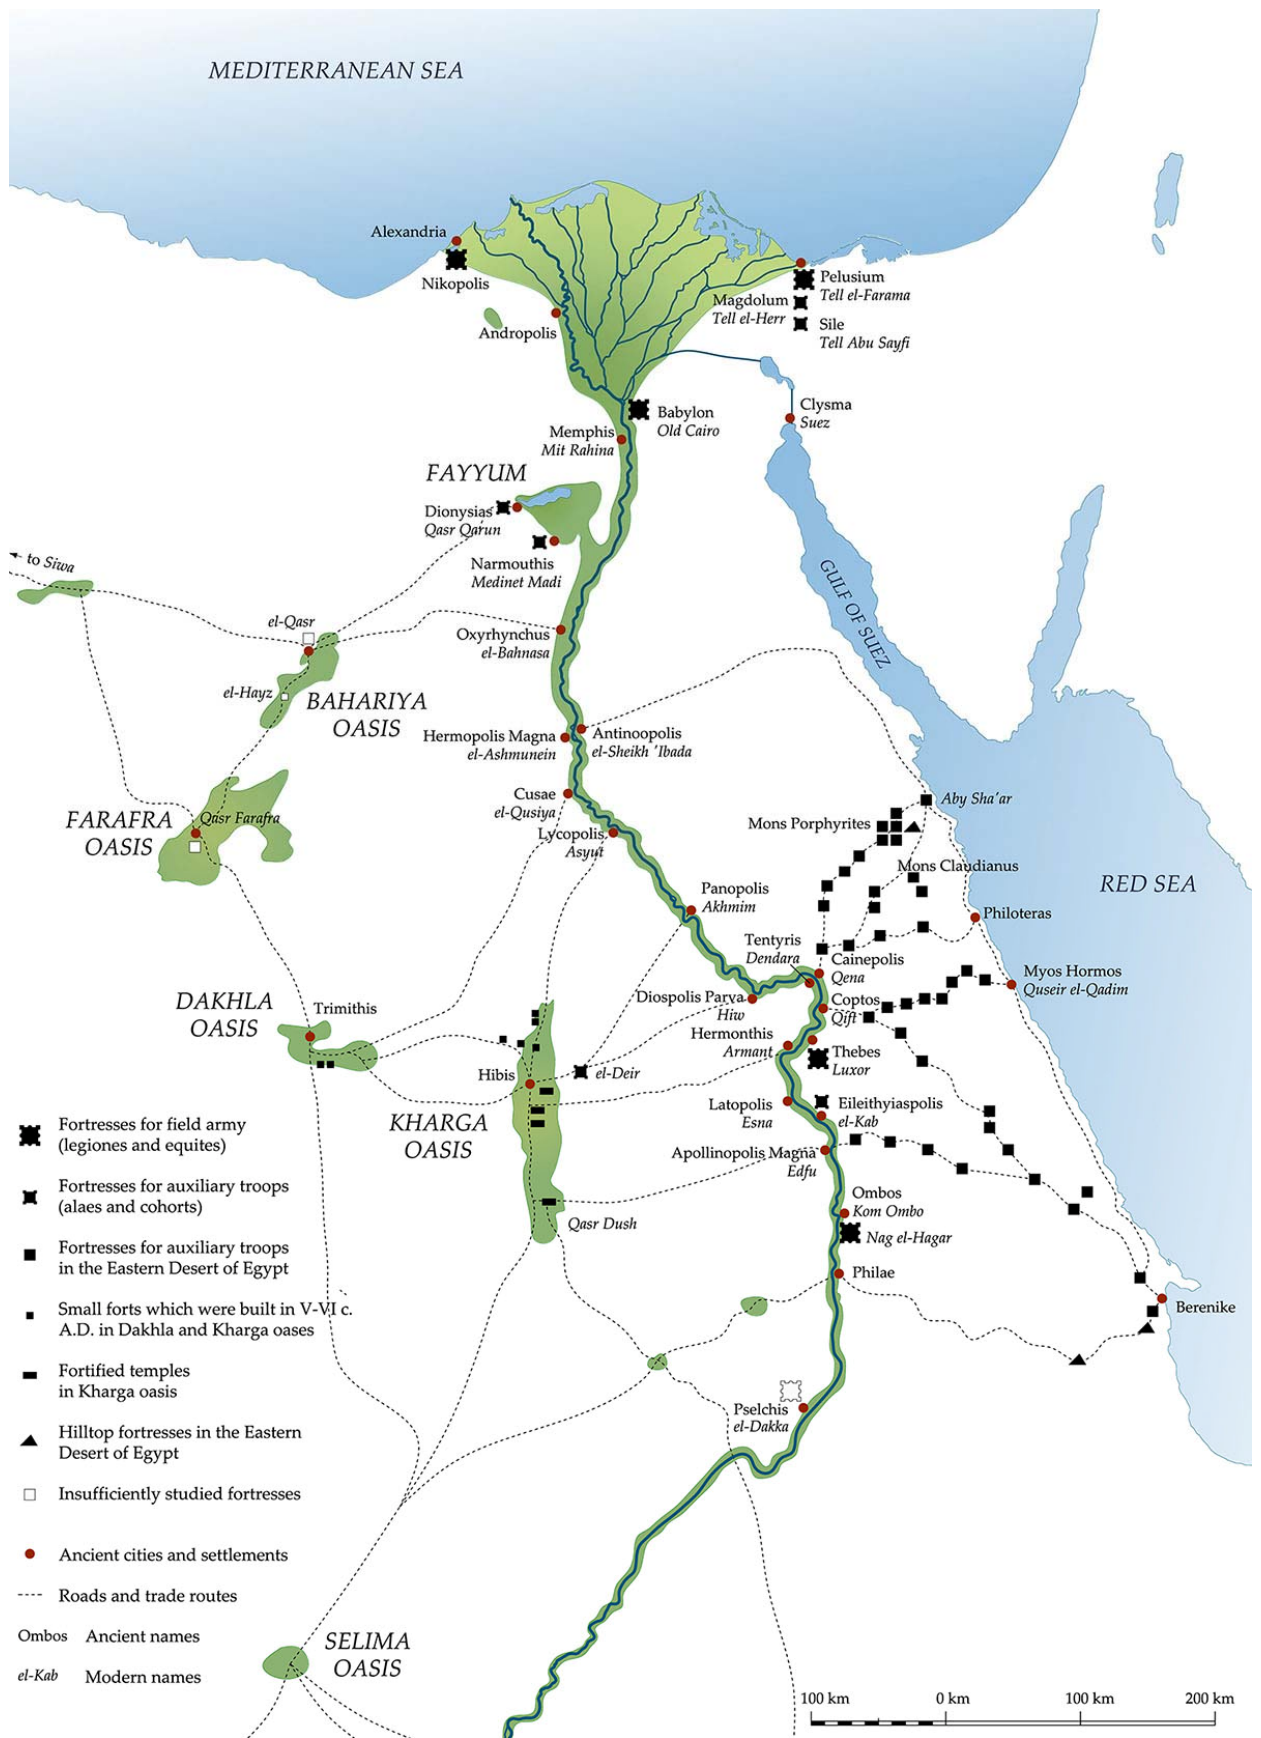 MEDITERRANEAN SEA
Alexandria
Nikopolis
Andropolis
Pelusium
Tell el-Farama
Magdolum
Tell el-Herr
Sile
Tell Abu Sayfi
Babylon
Old Cairo
Clysma
Suez
Memphis
Mit Rahina
FAYYUM
Dionysias
Qasr Qarun
Narmouthis
Medinet Madi
to Siwa
GULF OF SUEZ
el-Qasr
Oxyrhynchus
el-Bahnasa
el-Hayz
BAHARIYA
OASIS
Hermopolis Magna
el-Ashmunein
Antinoopolis
el-Sheikh 'Ibada
Cusae
el-Qusiya
Aby Sha'ar
FARAFRA
OASIS
Qasr Farafra
Lycopolis
Asyut
Mons Porphyrites
Mons Claudianus
RED SEA
Panopolis
Akhmim
Philoteras
Tentyris
Dendara
Cainepolis
Qena
Myos Hormos
Quseir el-Qadim
DAKHLA
OASIS
Trimithis
Diospolis Parva
Hiw
Coptos
Qift
Hermonthis
Armant
Thebes
Luxor
Hibis
el-Deir
KHARGA
OASIS
Latopolis
Esna
Eileithyiaspolis
el-Kab
Apollinopolis Magna
Edfu
Ombos
Kom Ombo
Nag el-Hagar
Qasr Dush
Philae
Berenike
Pselchis
el-Dakka
SELIMA
OASIS
Fortresses for field army
(legiones and equites)
Fortresses for auxiliary troops
(alaes and cohorts)
Fortresses for auxiliary troops
in the Eastern Desert of Egypt
Small forts which were built in V-VI c.
A.D. in Dakhla and Kharga oases
Fortified temples
in Kharga oasis
Hilltop fortresses in the Eastern
Desert of Egypt
Insufficiently studied fortresses
Ancient cities and settlements
Roads and trade routes
Ombos Ancient names
el-Kab Modern names
100 km 0 km 100 km 200 km